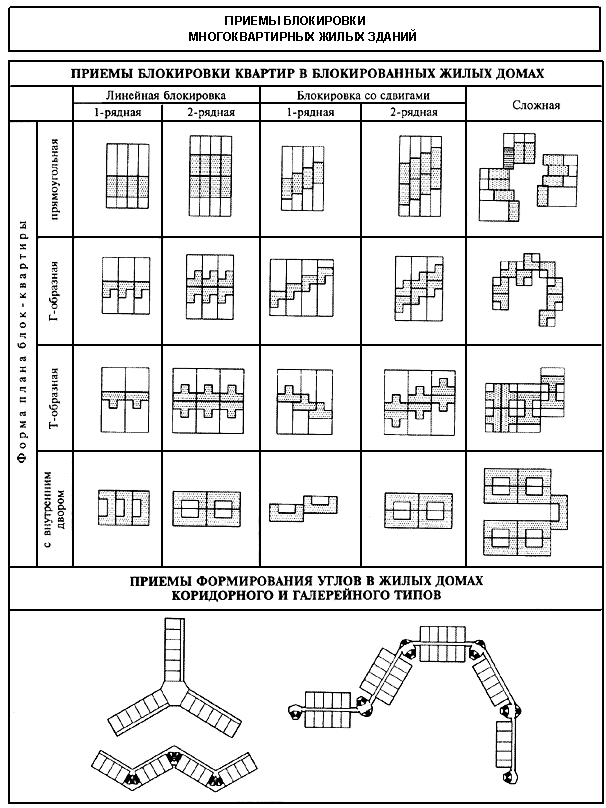 ПРИЕМЫ БЛОКИРОВКИ
МНОГОКВАРТИРНЫХ ЖИЛЫХ ЗДАНИЙ
ПРИЕМЫ БЛОКИРОВКИ КВАРТИР В БЛОКИРОВАННЫХ ЖИЛЫХ ДОМАХ
Линейная блокировка
Блокировка со сдвигами
Сложная
1-рядная
2-рядная
1-рядная
2-рядная
Форма плана блок-квартиры
прямоугольная
Г-образная
Т-образная
с внутренним
двором
ПРИЕМЫ ФОРМИРОВАНИЯ УГЛОВ В ЖИЛЫХ ДОМАХ
КОРИДОРНОГО И ГАЛЕРЕЙНОГО ТИПОВ